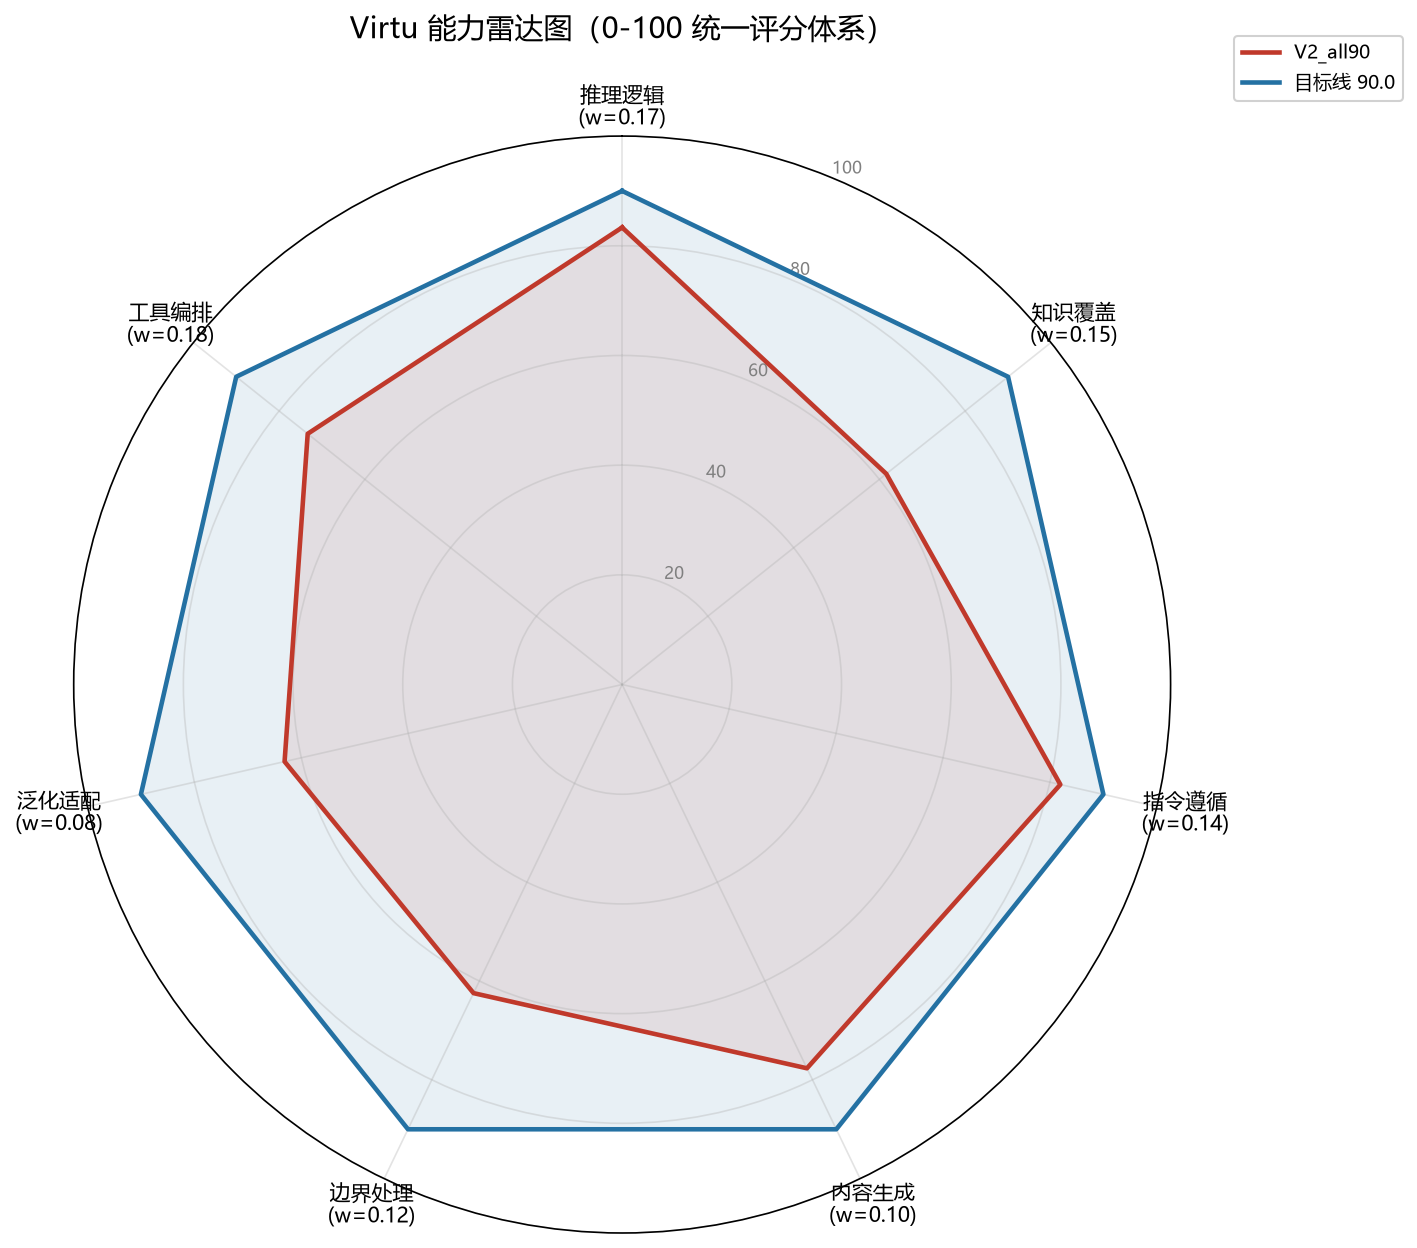 Virtu 能力雷达图（0-100 统一评分体系）
V2_all90
目标线 90.0
推理逻辑
(w=0.17)
100
80
60
40
20
工具编排
(w=0.18)
知识覆盖
(w=0.15)
泛化适配
(w=0.08)
指令遵循
(w=0.14)
边界处理
(w=0.12)
内容生成
(w=0.10)